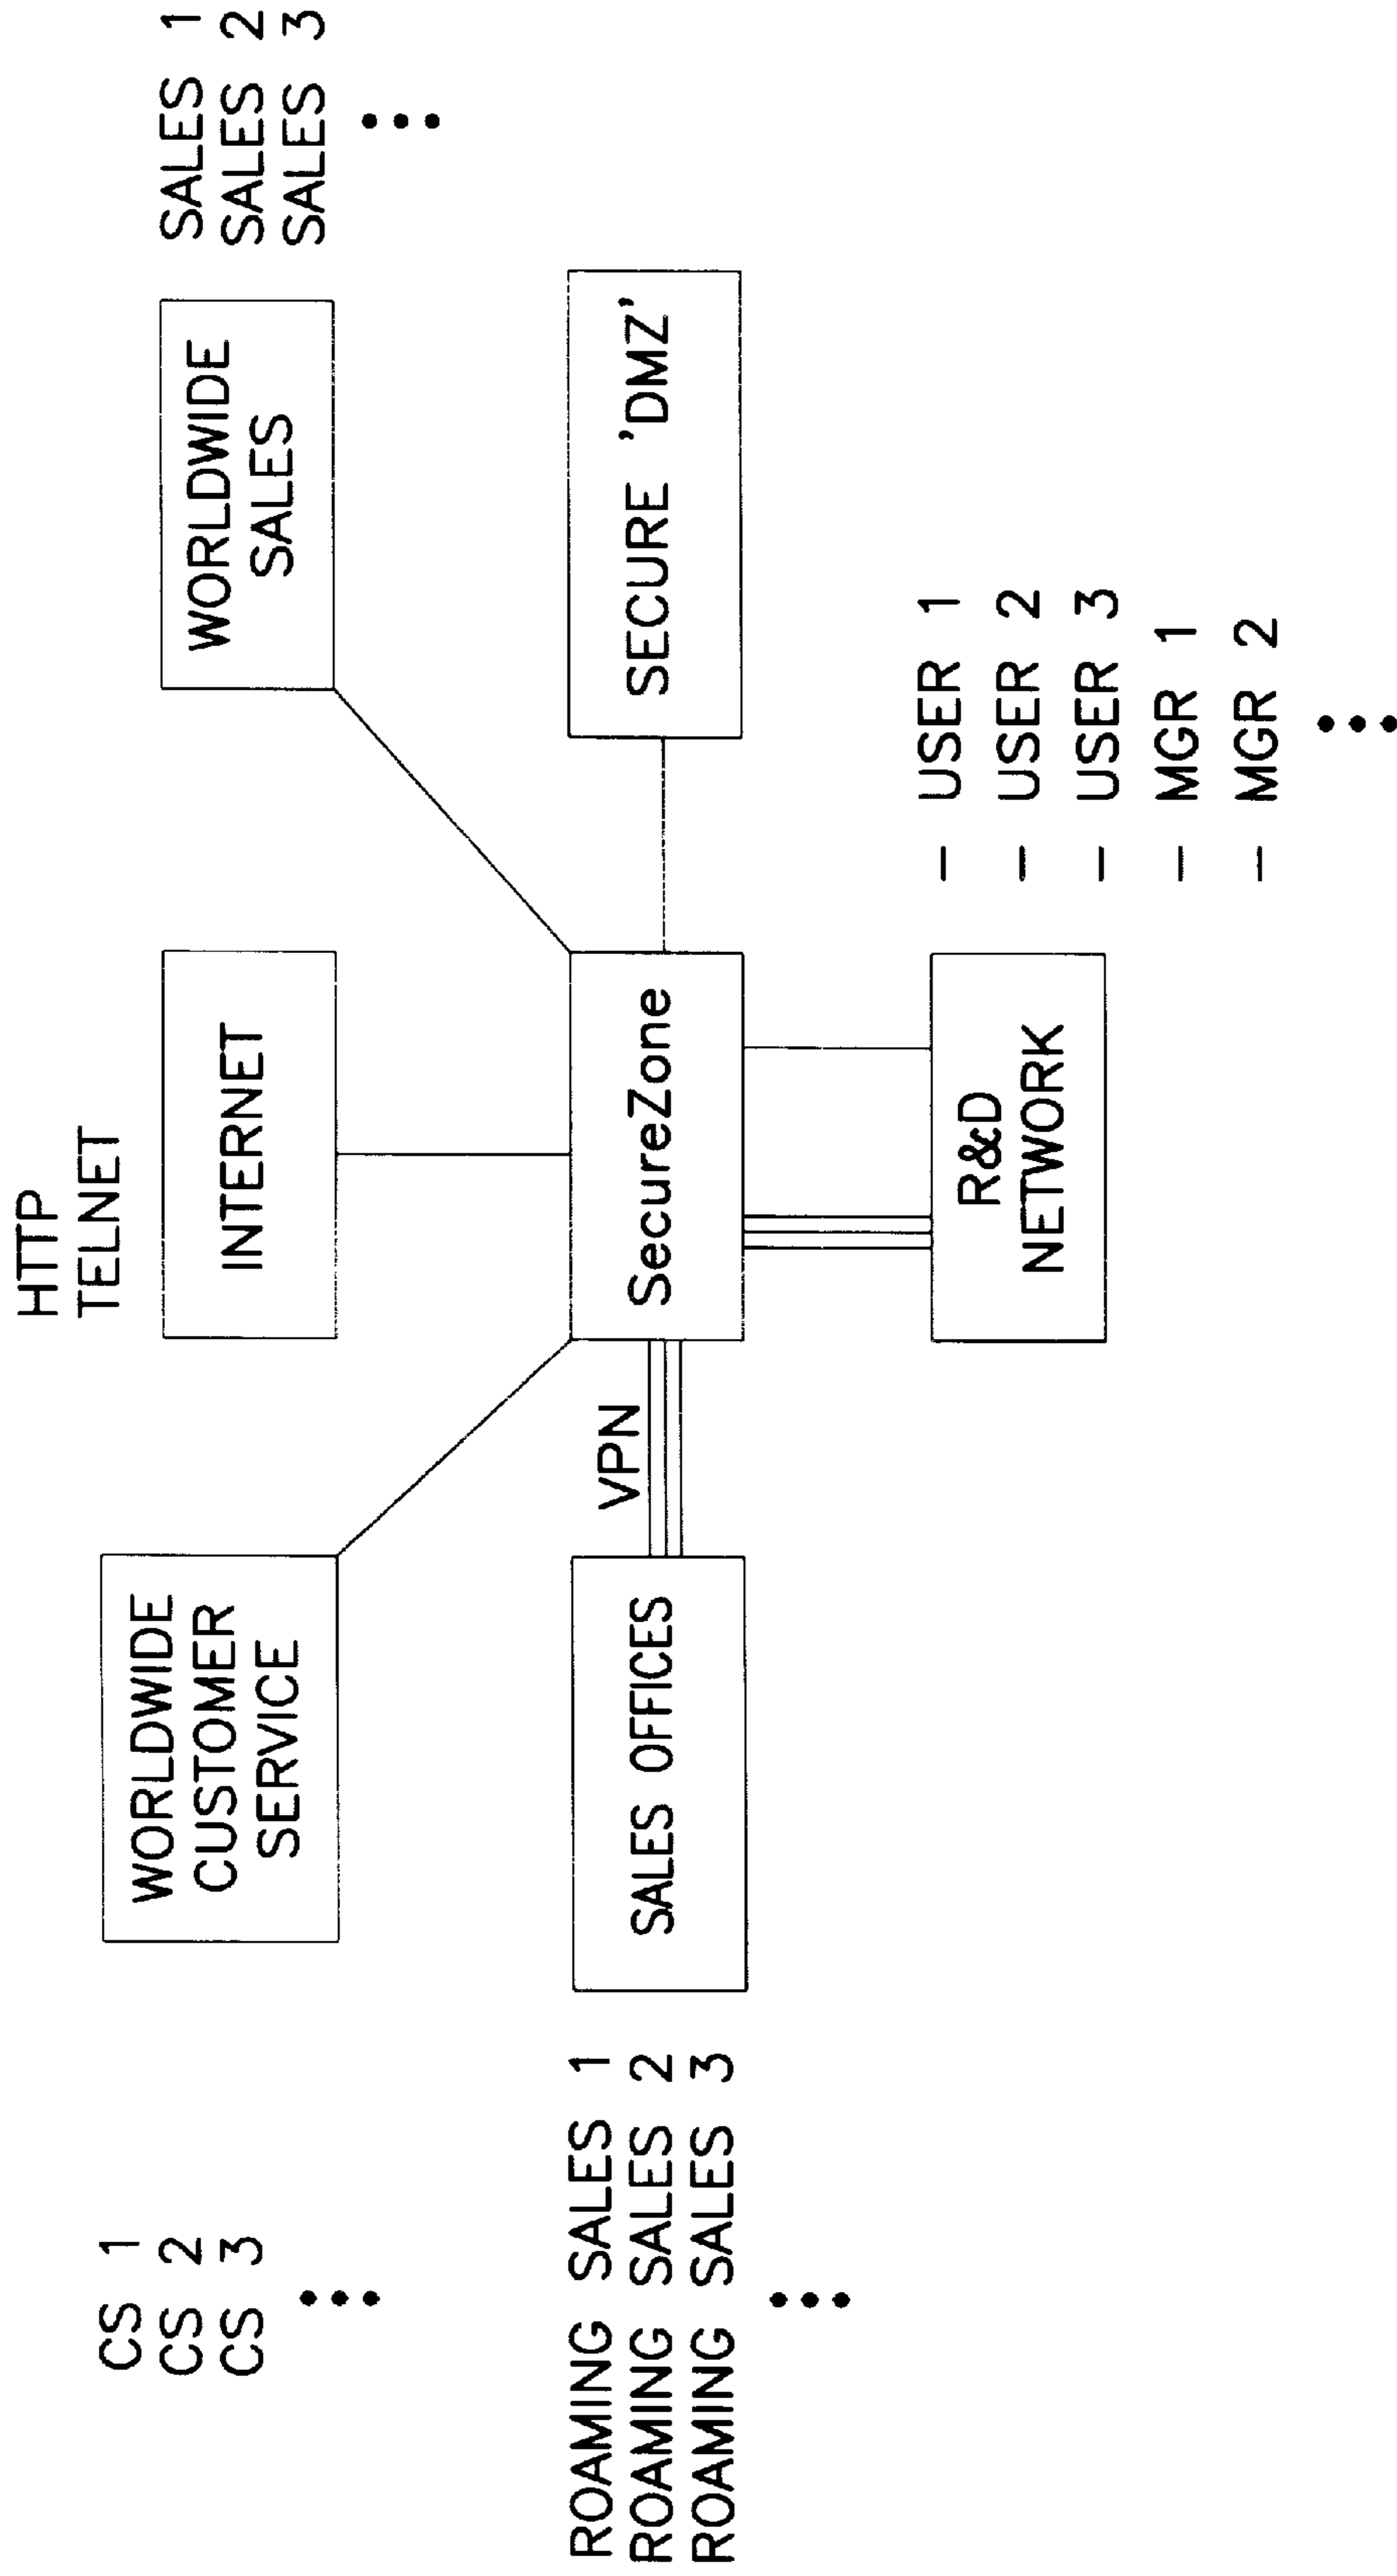 HTTP
TELNET
CS 1
CS 2
CS 3
WORLDWIDE
CUSTOMER
SERVICE
INTERNET
WORLDWIDE
SALES
SALES 1
SALES 2
SALES 3
ROAMING SALES 1
ROAMING SALES 2
ROAMING SALES 3
SALES OFFICES
VPN
SecureZone
SECURE 'DMZ'
R&D
NETWORK
- USER 1
- USER 2
- USER 3
- MGR 1
- MGR 2